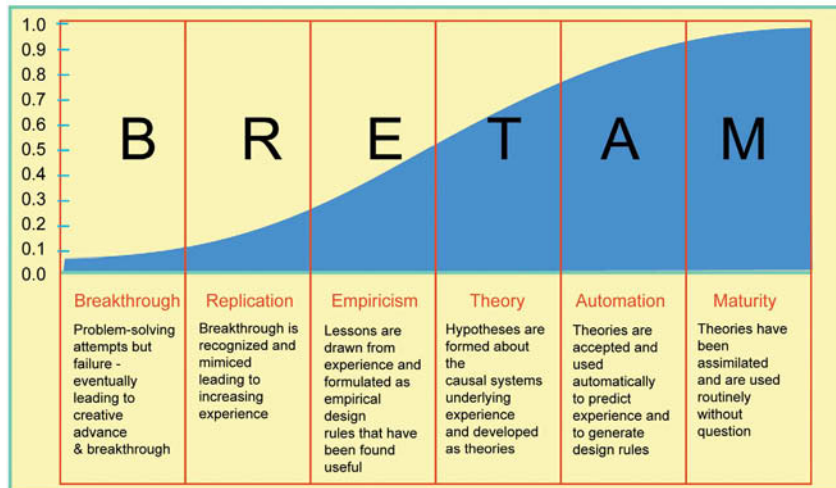 1.0
0.9
0.8
0.7
0.6
0.5
0.4
0.3
0.2
0.1
0.0
B R E T A M
Breakthrough
Problem-solving
attempts but
failure -
eventually
leading to
creative
advance
& breakthrough
Replication
Breakthrough is
recognized and
mimiced
leading to
increasing
experience
Empiricism
Lessons are
drawn from
experience and
formulated as
empirical
design
rules that have
been found
useful
Theory
Hypotheses are
formed about
the
causal systems
underlying
experience
and developed
as theories
Automation
Theories are
accepted and
used
automatically
to predict
experience and
to generate
design rules
Maturity
Theories have
been
assimilated
and are used
routinely
without
question